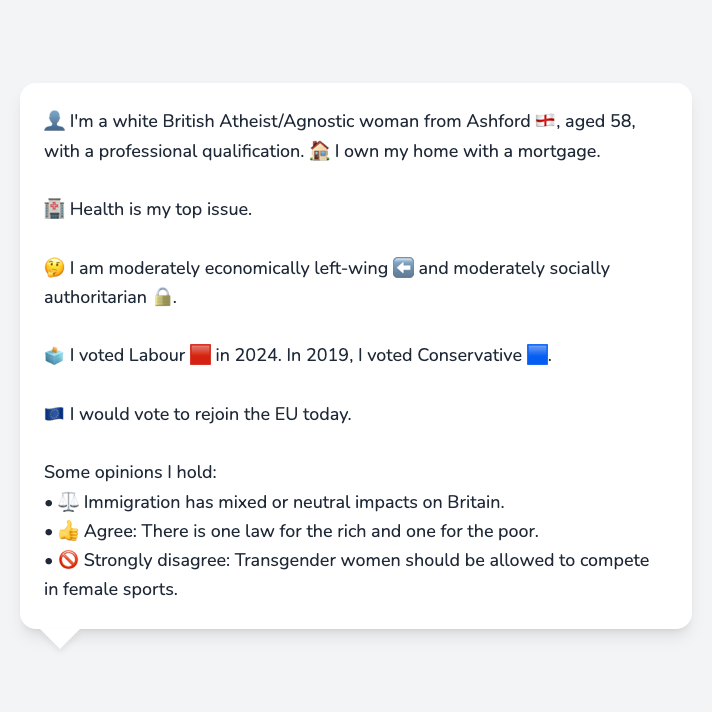 👤 I'm a white British Atheist/Agnostic woman from Ashford 🏴󠁧󠁢󠁥󠁮󠁧󠁿, aged 58,
with a professional qualification. 🏠 I own my home with a mortgage.
🏥 Health is my top issue.
🤔 I am moderately economically left-wing ⬅️ and moderately socially
authoritarian 🔒.
🗳️ I voted Labour 🟥 in 2024. In 2019, I voted Conservative 🟦.
🇪🇺 I would vote to rejoin the EU today.
Some opinions I hold:
• ⚖️ Immigration has mixed or neutral impacts on Britain.
• 👍 Agree: There is one law for the rich and one for the poor.
• 🚫 Strongly disagree: Transgender women should be allowed to compete
in female sports.